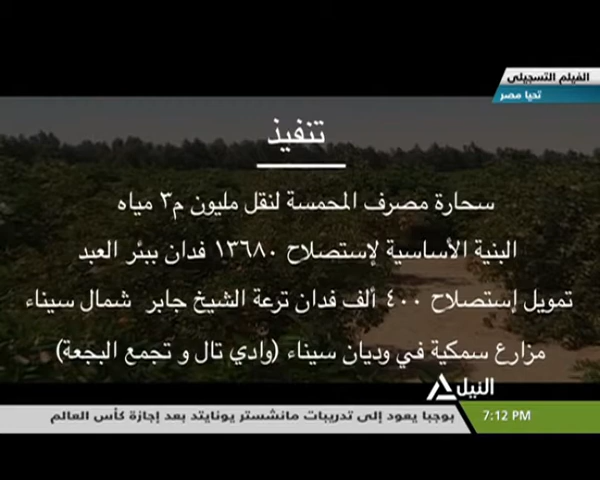 الفيلم التسجيلى
تحيا مصر
تنفيذ
سحارة مصرف المحمسة لنقل مليون م٣ مياه
البنية الأساسية لإستصلاح ١٣٦٨٠ فدان ببئر العبد
تمويل إستصلاح ٤٠٠ ألف فدان ترعة الشيخ جابر شمال سيناء
مزارع سمكية في وديان سيناء (وادي تال و تجمع البجعة)
النيل
7:12 PM
بوجبا يعود إلى تدريبات مانشستر يونايتد بعد إجازة كأس العالم